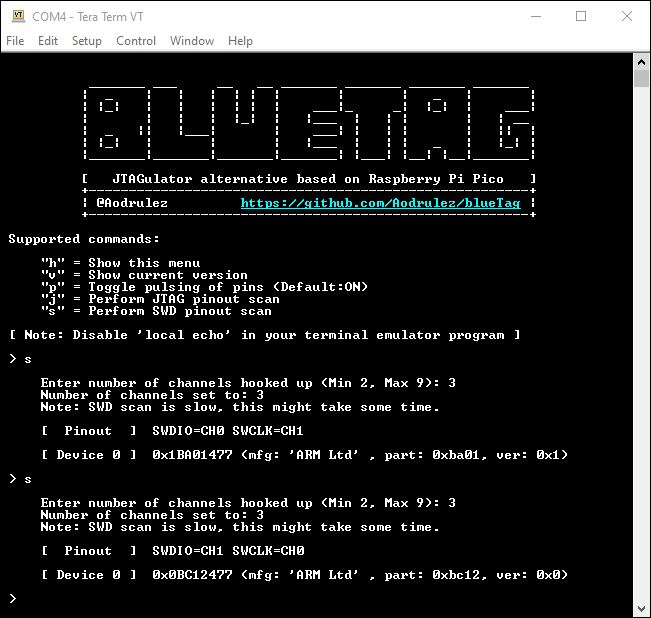 COM4 - Tera Term VT
File Edit Setup Control Window Help
BLUETAG
[ JTAGulator alternative based on Raspberry Pi Pico ]
@Aodrulez https://github.com/Aodrulez/blueTag
Supported commands:
"h" = Show this menu
"v" = Show current version
"p" = Toggle pulsing of pins (Default:ON)
"j" = Perform JTAG pinout scan
"s" = Perform SWD pinout scan
[ Note: Disable 'local echo' in your terminal emulator program ]
> s
Enter number of channels hooked up (Min 2, Max 9): 3
Number of channels set to: 3
Note: SWD scan is slow, this might take some time.
[ Pinout ] SWDIO=CH0 SWCLK=CH1
[ Device 0 ] 0x1BA01477 (mfg: 'ARM Ltd' , part: 0xba01, ver: 0x1)
> s
Enter number of channels hooked up (Min 2, Max 9): 3
Number of channels set to: 3
Note: SWD scan is slow, this might take some time.
[ Pinout ] SWDIO=CH1 SWCLK=CH0
[ Device 0 ] 0x0BC12477 (mfg: 'ARM Ltd' , part: 0xbc12, ver: 0x0)
>